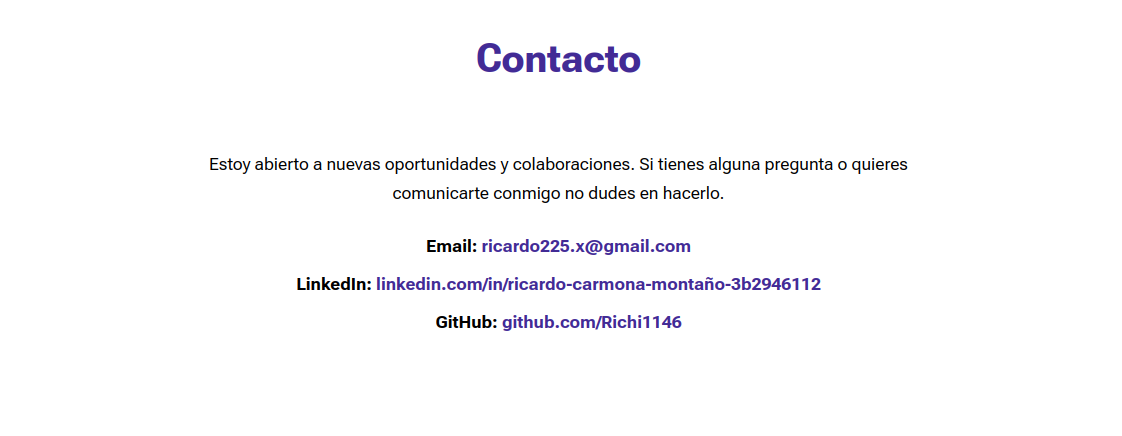 Contacto
Estoy abierto a nuevas oportunidades y colaboraciones. Si tienes alguna pregunta o quieres
comunicarte conmigo no dudes en hacerlo.
Email: ricardo225.x@gmail.com
LinkedIn: linkedin.com/in/ricardo-carmona-montaño-3b2946112
GitHub: github.com/Richi1146